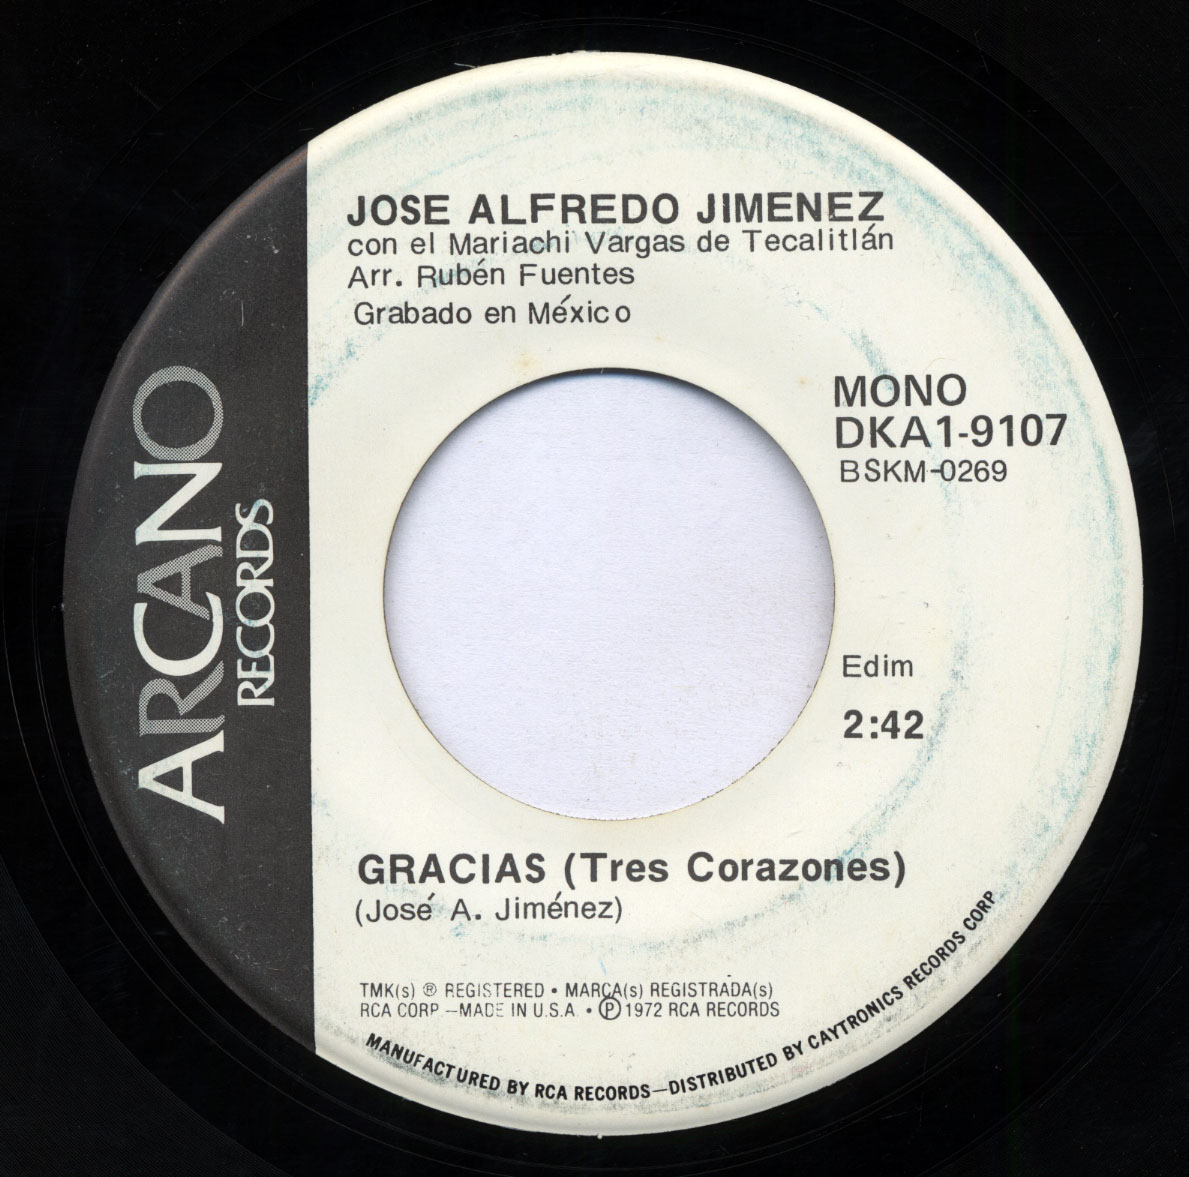 ARCANO
RECORDS
JOSE ALFREDO JIMENEZ
con el Mariachi Vargas de Tecalitlán
Arr. Rubén Fuentes
Grabado en México
MONO
DKA1-9107
BSKM-0269
Edim
2:42
GRACIAS (Tres Corazones)
(José A. Jiménez)
TMK(s) ® REGISTERED • MARCA(s) REGISTRADA(s)
RCA CORP —MADE IN U.S.A. • Ⓟ 1972 RCA RECORDS
MANUFACTURED BY RCA RECORDS—DISTRIBUTED BY CAYTRONICS RECORDS CORP